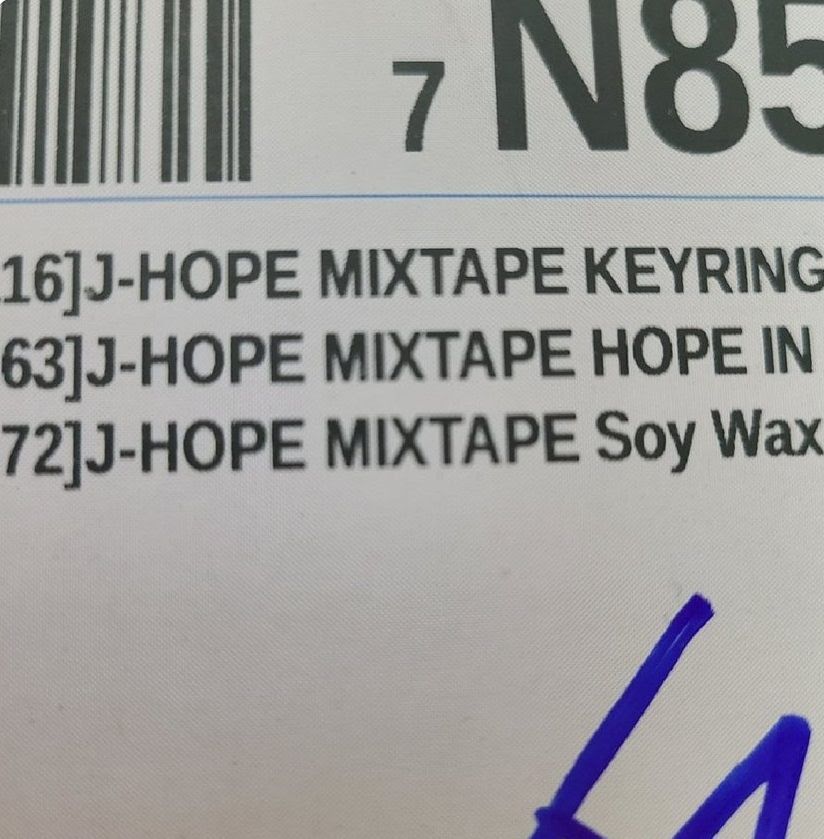 7 N85
16]J-HOPE MIXTAPE KEYRING
63]J-HOPE MIXTAPE HOPE IN
72]J-HOPE MIXTAPE Soy Wax